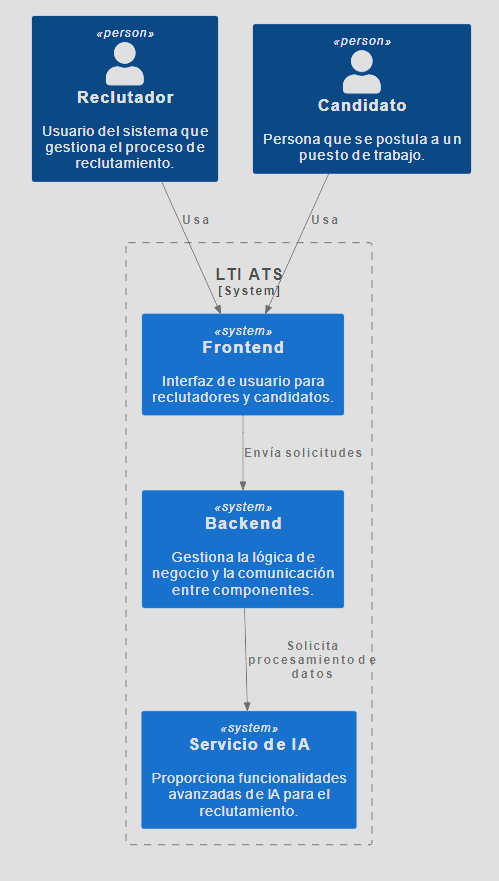 «person»
Reclutador
Usuario del sistema que
gestiona el proceso de
reclutamiento.
«person»
Candidato
Persona que se postula a un
puesto de trabajo.
Usa
Usa
LTI ATS
[System]
«system»
Frontend
Interfaz de usuario para
reclutadores y candidatos.
Envía solicitudes
«system»
Backend
Gestiona la lógica de
negocio y la comunicación
entre componentes.
Solicita
procesamiento de
datos
«system»
Servicio de IA
Proporciona funcionalidades
avanzadas de IA para el
reclutamiento.